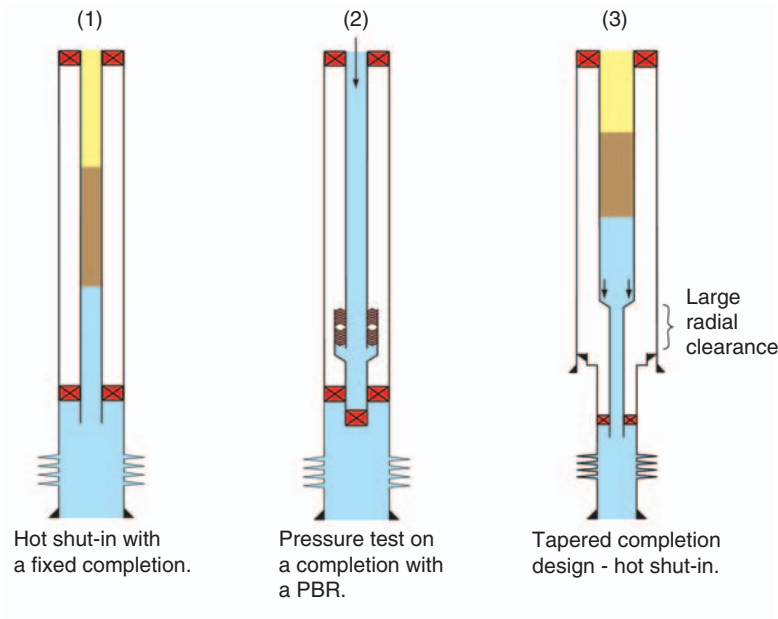 (1)
(2)
(3)
Large
radial
clearance
Hot shut-in with
a fixed completion.
Pressure test on
a completion with
a PBR.
Tapered completion
design - hot shut-in.